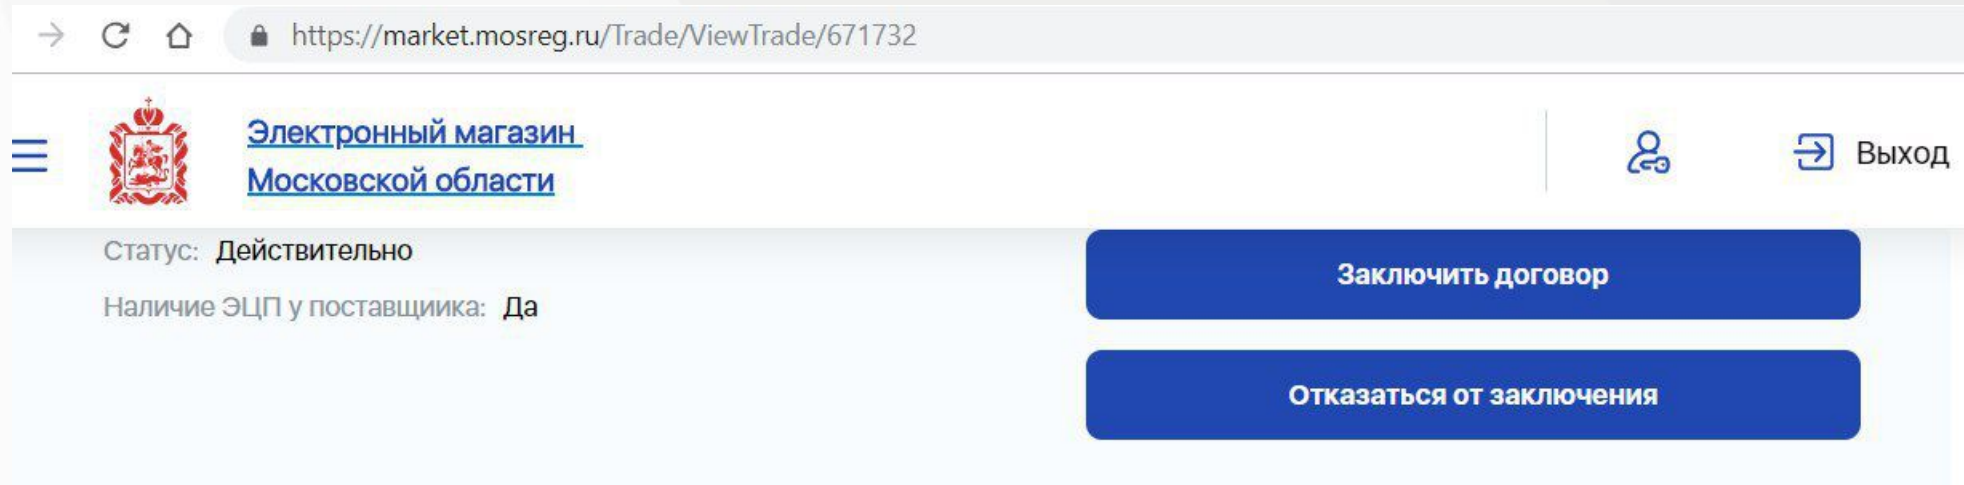 https://market.mosreg.ru/Trade/ViewTrade/671732
Электронный магазин
Московской области
Выход
Статус: Действительно
Наличие ЭЦП у поставщиика: Да
Заключить договор
Отказаться от заключения